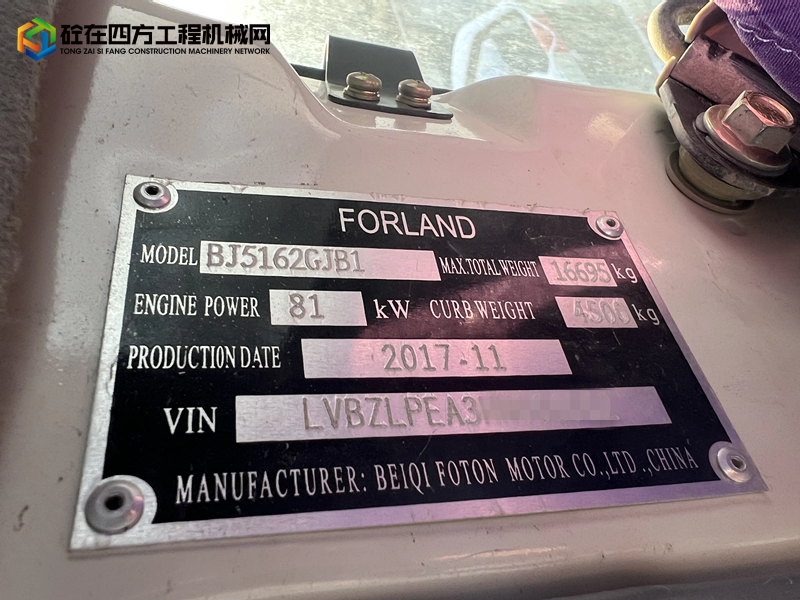 砼在四方工程机械网
TONG ZAI SI FANG CONSTRUCTION MACHINERY NETWORK
FORLAND
MODEL BJ5162GJB1 MAX.TOTAL WEIGHT 16695 kg
ENGINE POWER 81 kW CURB WEIGHT 4500 kg
PRODUCTION DATE 2017-11
VIN LVBZLPEA3
MANUFACTURER: BEIQI FOTON MOTOR CO.,LTD.,CHINA